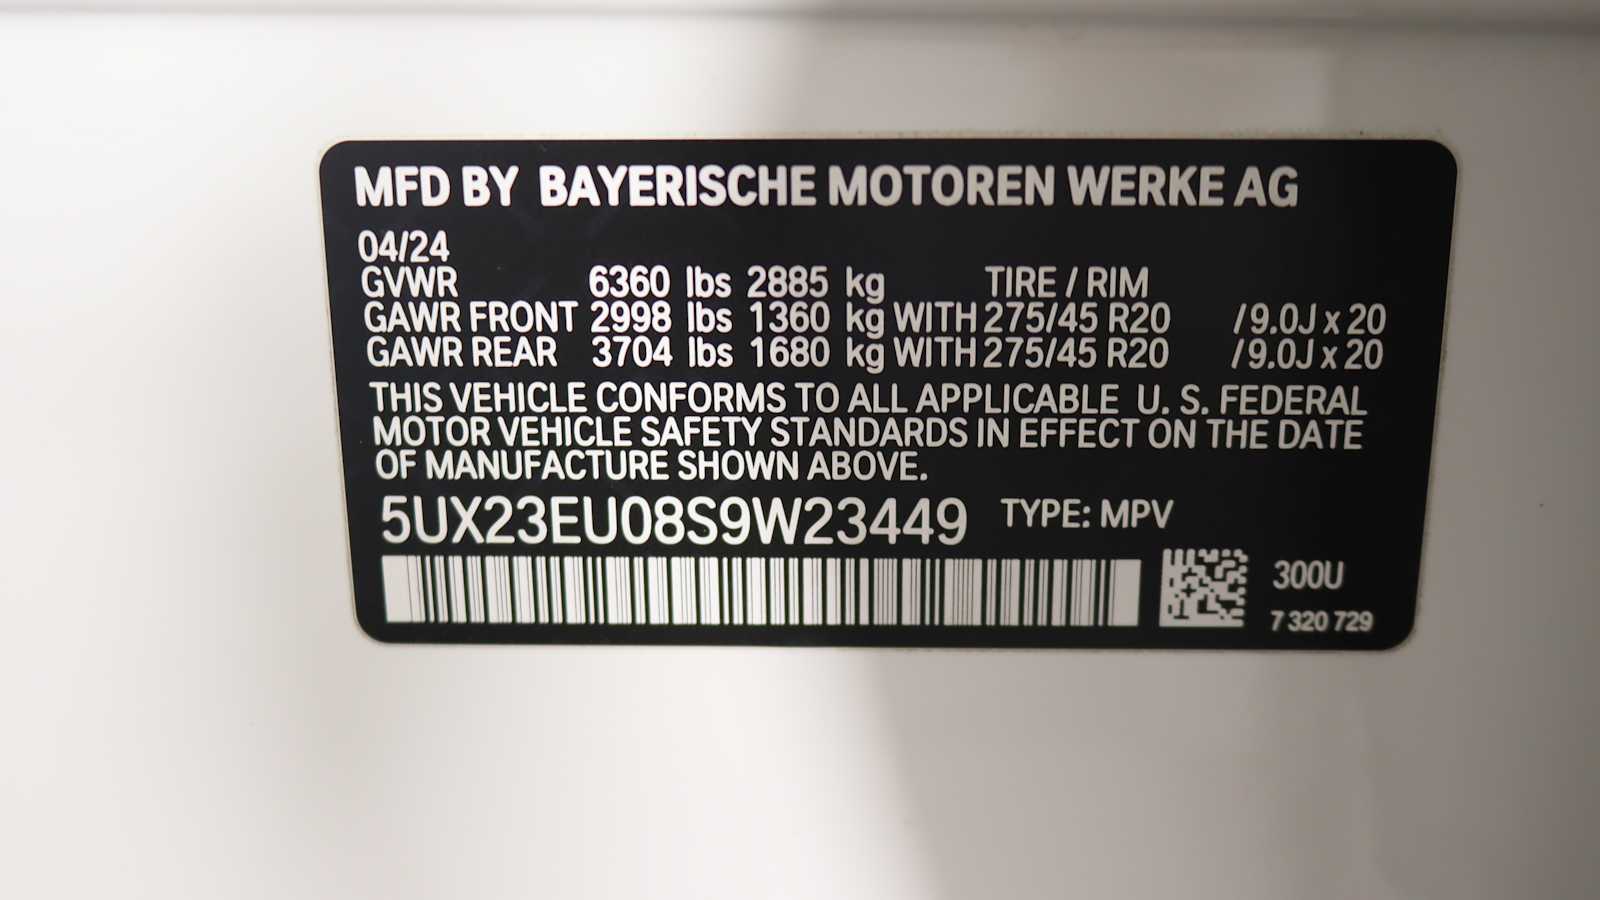 MFD BY BAYERISCHE MOTOREN WERKE AG
04/24
GVWR 6360 lbs 2885 kg TIRE / RIM
GAWR FRONT 2998 lbs 1360 kg WITH 275/45 R20 / 9.0J x 20
GAWR REAR 3704 lbs 1680 kg WITH 275/45 R20 / 9.0J x 20
THIS VEHICLE CONFORMS TO ALL APPLICABLE U. S. FEDERAL
MOTOR VEHICLE SAFETY STANDARDS IN EFFECT ON THE DATE
OF MANUFACTURE SHOWN ABOVE.
5UX23EU08S9W23449 TYPE: MPV
300U
7 320 729